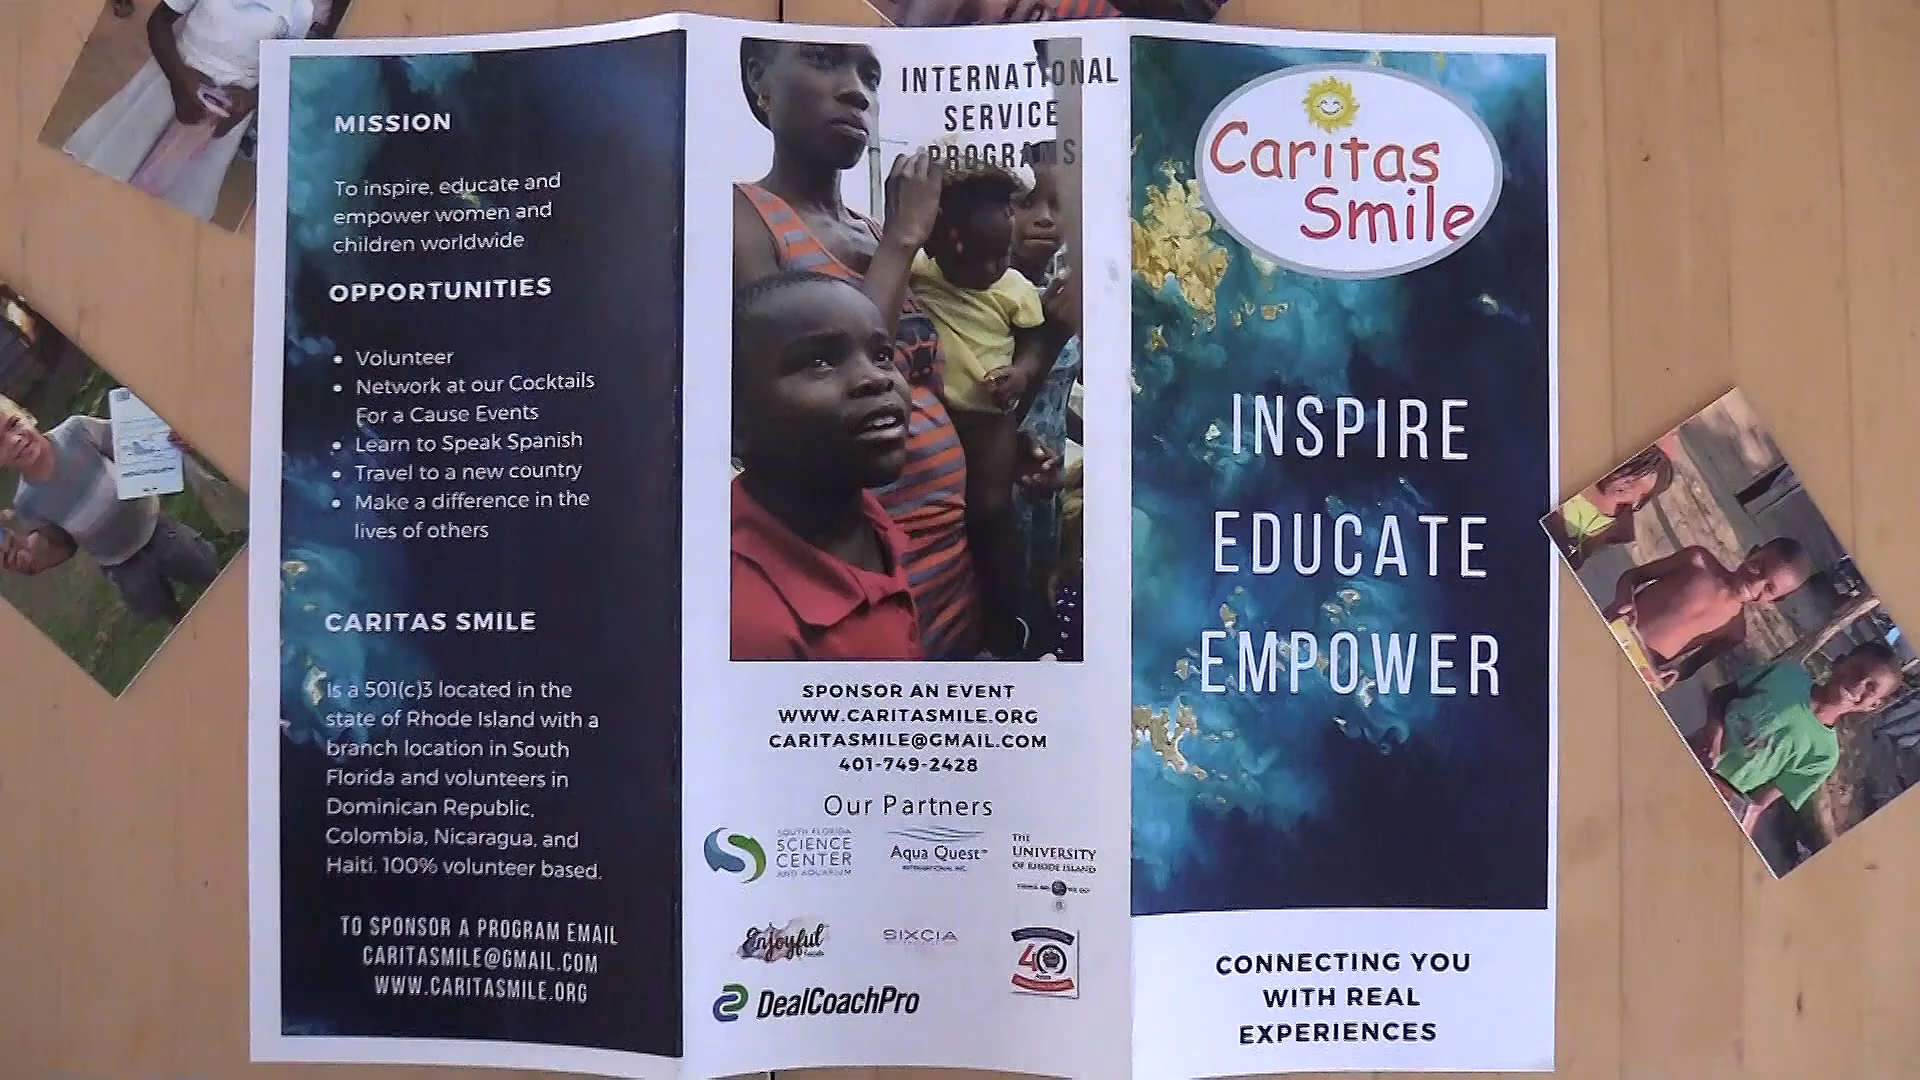 MISSION
To inspire, educate and
empower women and
children worldwide
OPPORTUNITIES
• Volunteer
• Network at our Cocktails
For a Cause Events
• Learn to Speak Spanish
• Travel to a new country
• Make a difference in the
lives of others
CARITAS SMILE
Is a 501(c)3 located in the
state of Rhode Island with a
branch location in South
Florida and volunteers in
Dominican Republic,
Colombia, Nicaragua, and
Haiti. 100% volunteer based.
TO SPONSOR A PROGRAM EMAIL
CARITASMILE@GMAIL.COM
WWW.CARITASMILE.ORG
INTERNATIONAL
SERVICE
PROGRAMS
SPONSOR AN EVENT
WWW.CARITASMILE.ORG
CARITASMILE@GMAIL.COM
401-749-2428
Our Partners
SOUTH FLORIDA
SCIENCE
CENTER
AND AQUARIUM
Aqua Quest
INTERNATIONAL INC.
THE
UNIVERSITY
OF RHODE ISLAND
Enjoyful
SIXCIA
40
DealCoachPro
Caritas
Smile
INSPIRE
EDUCATE
EMPOWER
CONNECTING YOU
WITH REAL
EXPERIENCES